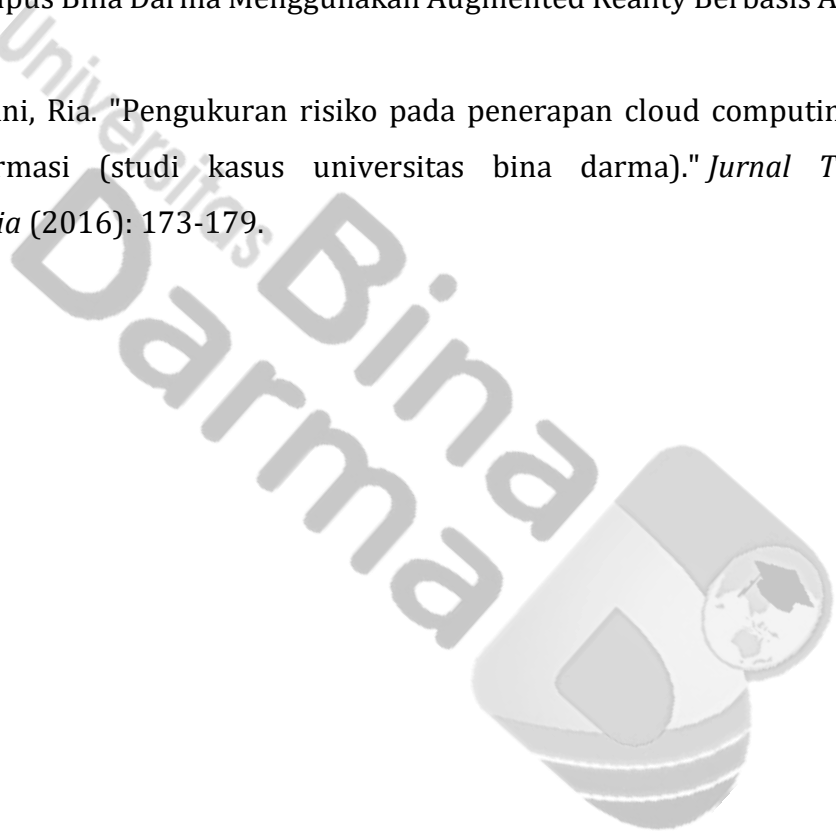 pus Bina Darma Menggunakan Augmented Reality Berbasis A
ni, Ria. "Pengukuran risiko pada penerapan cloud computin
rmasi (studi kasus universitas bina darma)." Jurnal T
ia (2016): 173-179.
Universitas
Bina
Darma